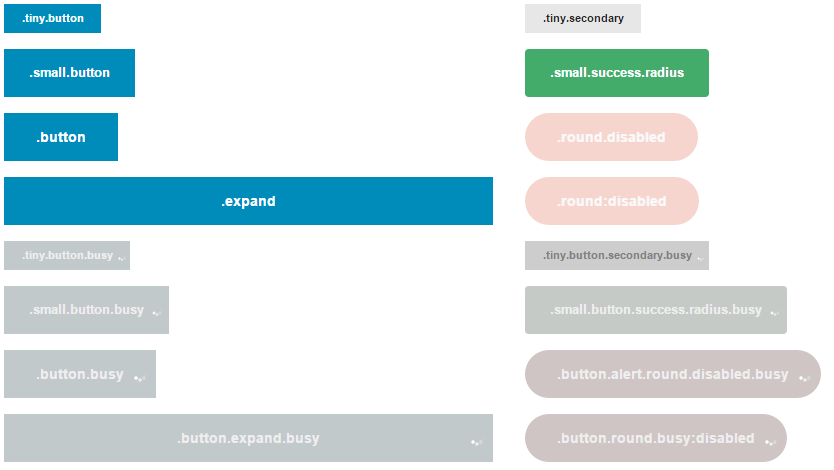 .tiny.button
.tiny.secondary
.small.button
.small.success.radius
.button
.round.disabled
.expand
.round:disabled
.tiny.button.busy
.tiny.button.secondary.busy
.small.button.busy
.small.button.success.radius.busy
.button.busy
.button.alert.round.disabled.busy
.button.expand.busy
.button.round.busy:disabled